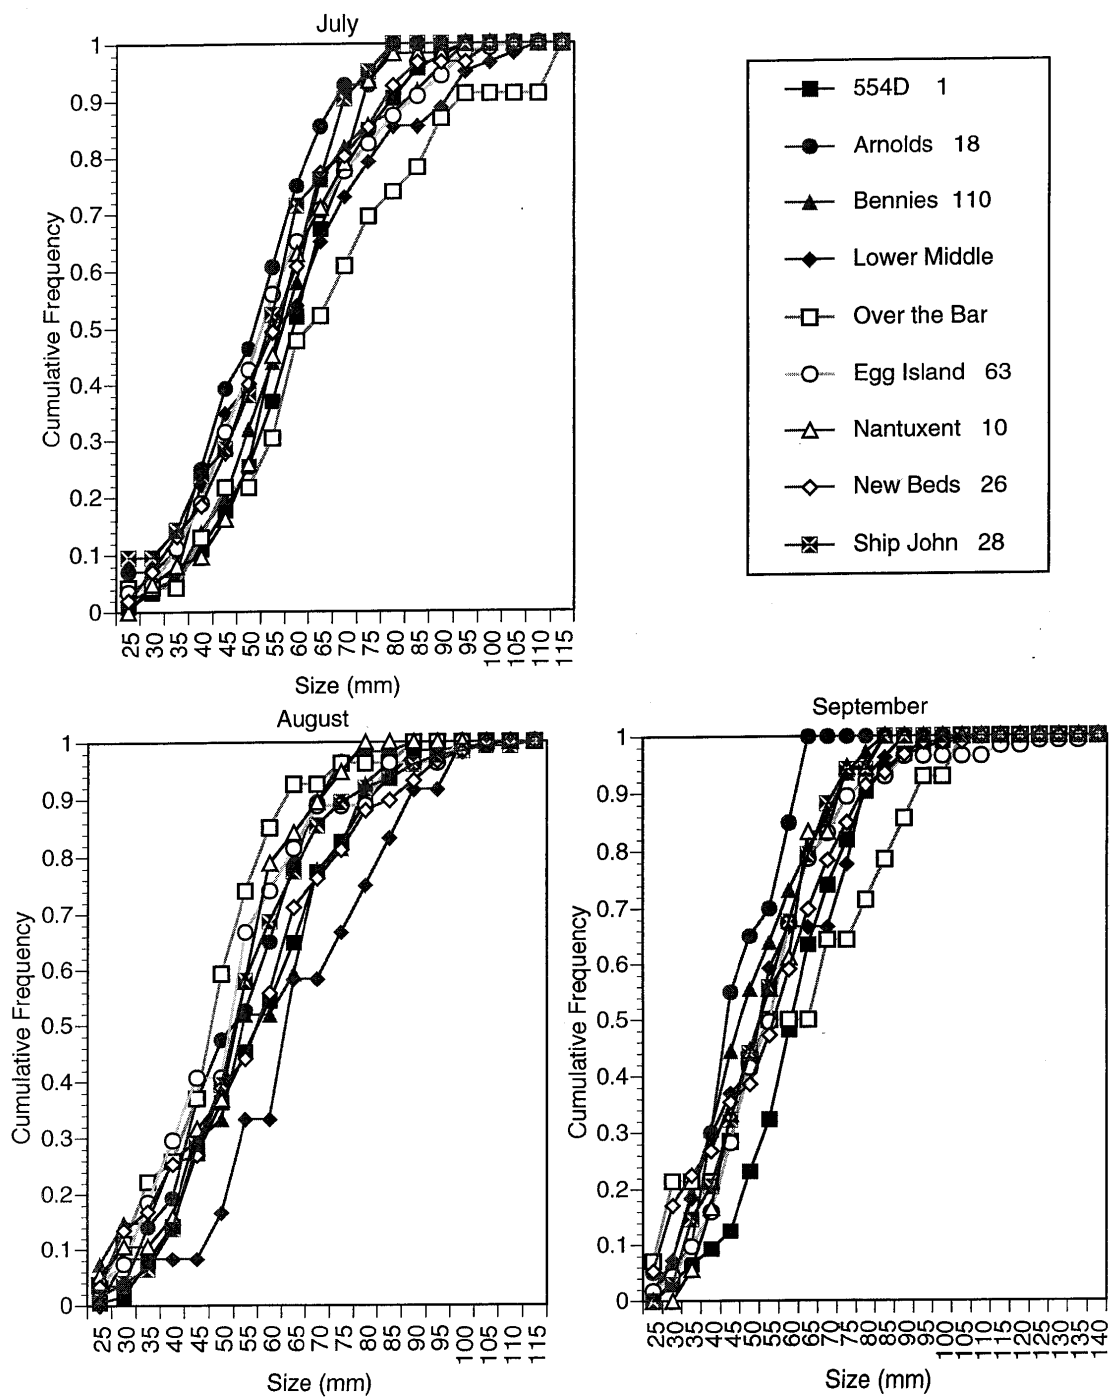 July
1
0.9
0.8
0.7
0.6
0.5
0.4
0.3
0.2
0.1
0
Cumulative Frequency
25 30 35 40 45 50 55 60 65 70 75 80 85 90 95 100 105 110 115
Size (mm)
554D 1
Arnolds 18
Bennies 110
Lower Middle
Over the Bar
Egg Island 63
Nantuxent 10
New Beds 26
Ship John 28
August
1
0.9
0.8
0.7
0.6
0.5
0.4
0.3
0.2
0.1
0
Cumulative Frequency
25 30 35 40 45 50 55 60 65 70 75 80 85 90 95 100 105 110 115
Size (mm)
September
1
0.9
0.8
0.7
0.6
0.5
0.4
0.3
0.2
0.1
0
Cumulative Frequency
25 30 35 40 45 50 55 60 65 70 75 80 85 90 95 100 105 110 115 120 125 130 135 140
Size (mm)